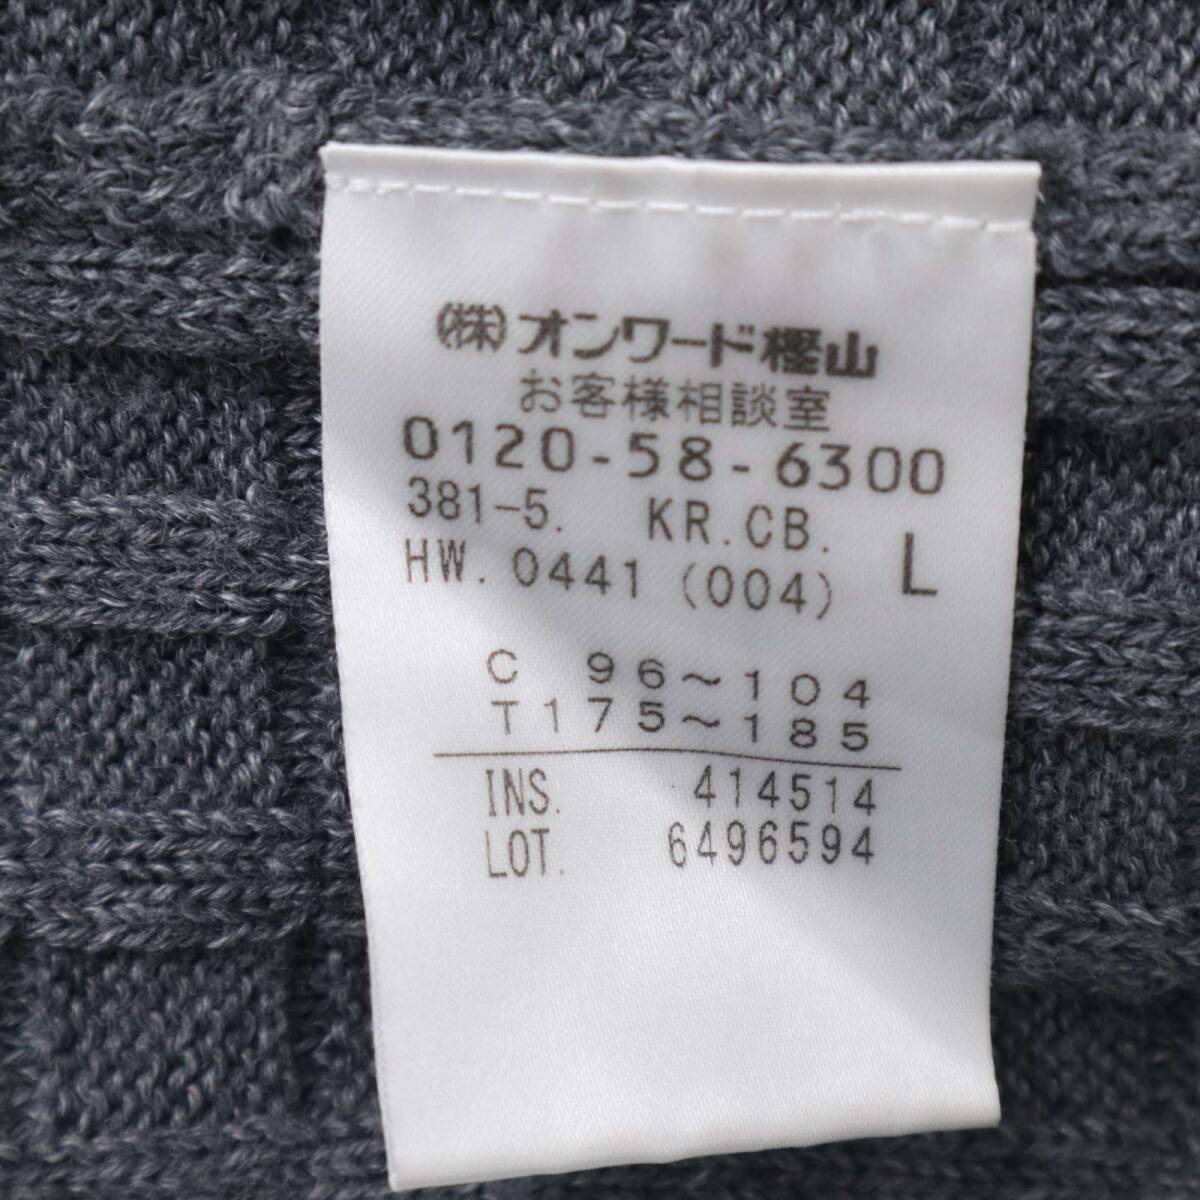 (株)オンワード樫山
お客様相談室
0120-58-6300
381-5. KR.CB. L
HW. 0441 (004)
C 96~104
T175~185
INS. 414514
LOT. 6496594